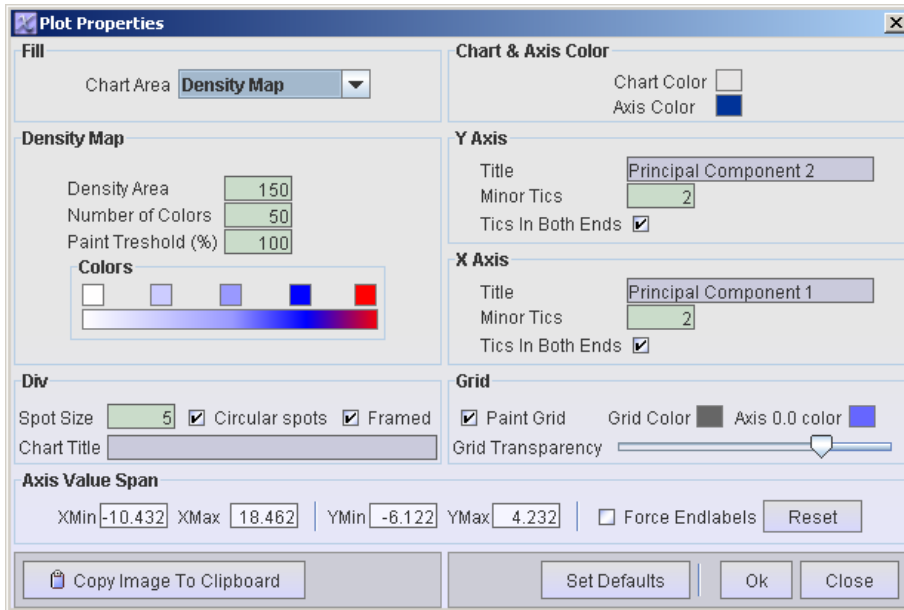 Plot Properties
Fill
Chart Area Density Map
Chart & Axis Color
Chart Color
Axis Color
Density Map
Density Area 150
Number of Colors 50
Paint Treshold (%) 100
Colors
Y Axis
Title Principal Component 2
Minor Tics 2
Tics In Both Ends
X Axis
Title Principal Component 1
Minor Tics 2
Tics In Both Ends
Div
Spot Size 5 Circular spots Framed
Chart Title
Grid
Paint Grid Grid Color Axis 0.0 color
Grid Transparency
Axis Value Span
XMin -10.432 XMax 18.462 YMin -6.122 YMax 4.232 Force Endlabels Reset
Copy Image To Clipboard Set Defaults Ok Close